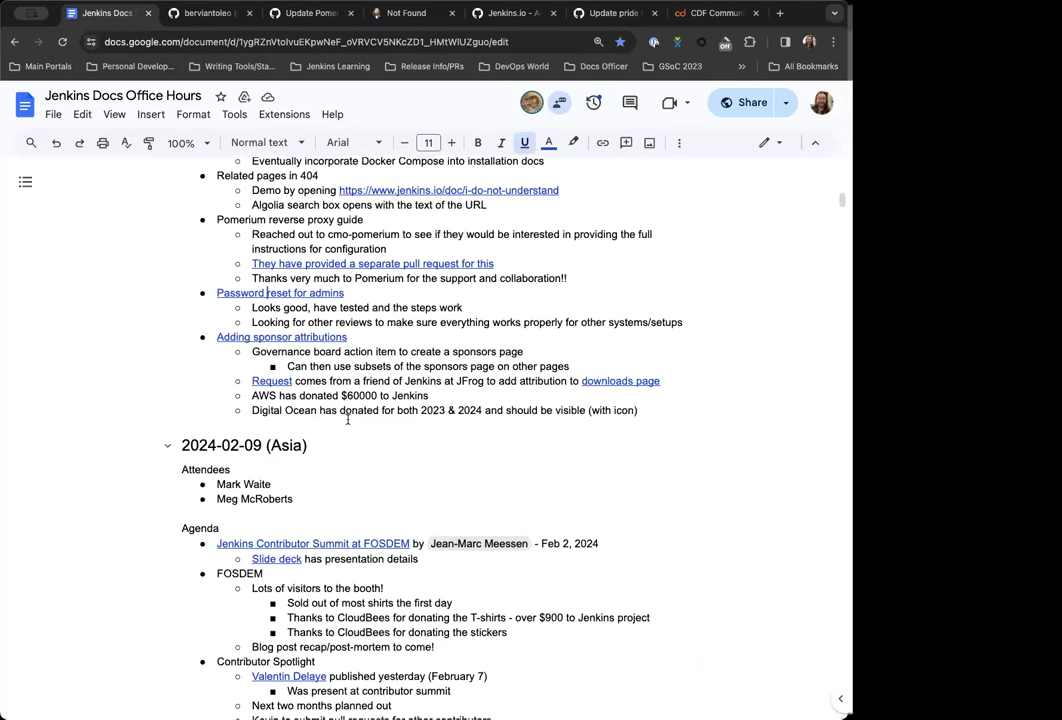 Jenkins Docs
berviantoleo
Update Pomer
Not Found
Jenkins.io - A
Update pride
CDF Commun
docs.google.com/document/d/1ygRZnVtoIvuEKpwNeF_oVRVCV5NKcZD1_HMtWlUZguo/edit
Main Portals
Personal Develop...
Writing Tools/Sta...
Jenkins Learning
Release Info/PRs
DevOps World
Docs Officer
GSoC 2023
All Bookmarks
Off
Jenkins Docs Office Hours
File Edit View Insert Format Tools Extensions Help
Share
100% Normal text Arial 11 B I U A
Eventually incorporate Docker Compose into installation docs
Related pages in 404
Demo by opening https://www.jenkins.io/doc/i-do-not-understand
Algolia search box opens with the text of the URL
Pomerium reverse proxy guide
Reached out to cmo-pomerium to see if they would be interested in providing the full
instructions for configuration
They have provided a separate pull request for this
Thanks very much to Pomerium for the support and collaboration!!
Password reset for admins
Looks good, have tested and the steps work
Looking for other reviews to make sure everything works properly for other systems/setups
Adding sponsor attributions
Governance board action item to create a sponsors page
Can then use subsets of the sponsors page on other pages
Request comes from a friend of Jenkins at JFrog to add attribution to downloads page
AWS has donated $60000 to Jenkins
Digital Ocean has donated for both 2023 & 2024 and should be visible (with icon)
2024-02-09 (Asia)
Attendees
Mark Waite
Meg McRoberts
Agenda
Jenkins Contributor Summit at FOSDEM by Jean-Marc Meessen - Feb 2, 2024
Slide deck has presentation details
FOSDEM
Lots of visitors to the booth!
Sold out of most shirts the first day
Thanks to CloudBees for donating the T-shirts - over $900 to Jenkins project
Thanks to CloudBees for donating the stickers
Blog post recap/post-mortem to come!
Contributor Spotlight
Valentin Delaye published yesterday (February 7)
Was present at contributor summit
Next two months planned out
Kevin to submit pull requests for other contributors